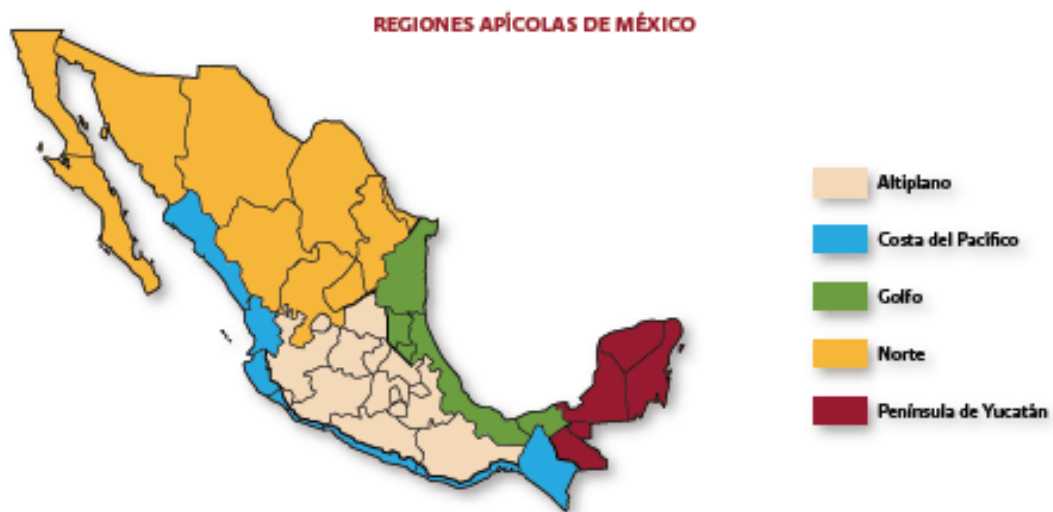 REGIONES APÍCOLAS DE MÉXICO
Altiplano
Costa del Pacífico
Golfo
Norte
Península de Yucatán